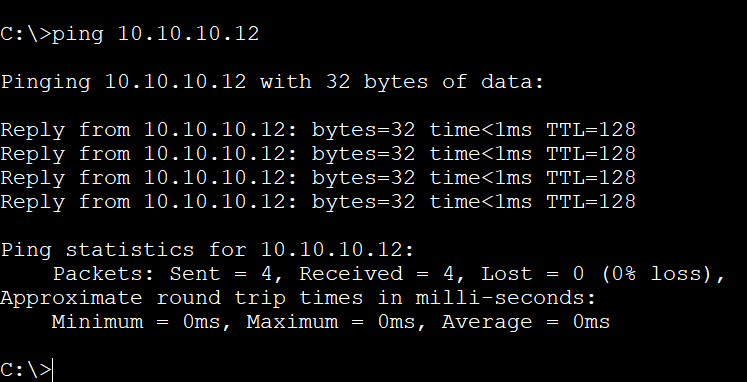 C:\>ping 10.10.10.12
Pinging 10.10.10.12 with 32 bytes of data:
Reply from 10.10.10.12: bytes=32 time<1ms TTL=128
Reply from 10.10.10.12: bytes=32 time<1ms TTL=128
Reply from 10.10.10.12: bytes=32 time<1ms TTL=128
Reply from 10.10.10.12: bytes=32 time<1ms TTL=128
Ping statistics for 10.10.10.12:
    Packets: Sent = 4, Received = 4, Lost = 0 (0% loss),
Approximate round trip times in milli-seconds:
    Minimum = 0ms, Maximum = 0ms, Average = 0ms
C:\>